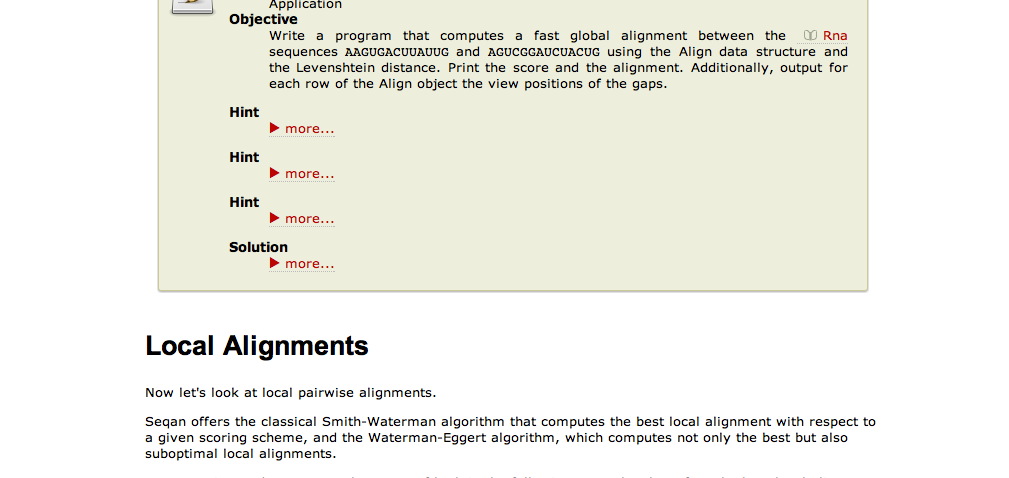 Application
Objective
Write a program that computes a fast global alignment between the Rna
sequences AAGUGACUUAUUG and AGUCGGAUCUACUG using the Align data structure and
the Levenshtein distance. Print the score and the alignment. Additionally, output for
each row of the Align object the view positions of the gaps.
Hint
more...
Hint
more...
Hint
more...
Solution
more...
Local Alignments
Now let's look at local pairwise alignments.
Seqan offers the classical Smith-Waterman algorithm that computes the best local alignment with respect to
a given scoring scheme, and the Waterman-Eggert algorithm, which computes not only the best but also
suboptimal local alignments.